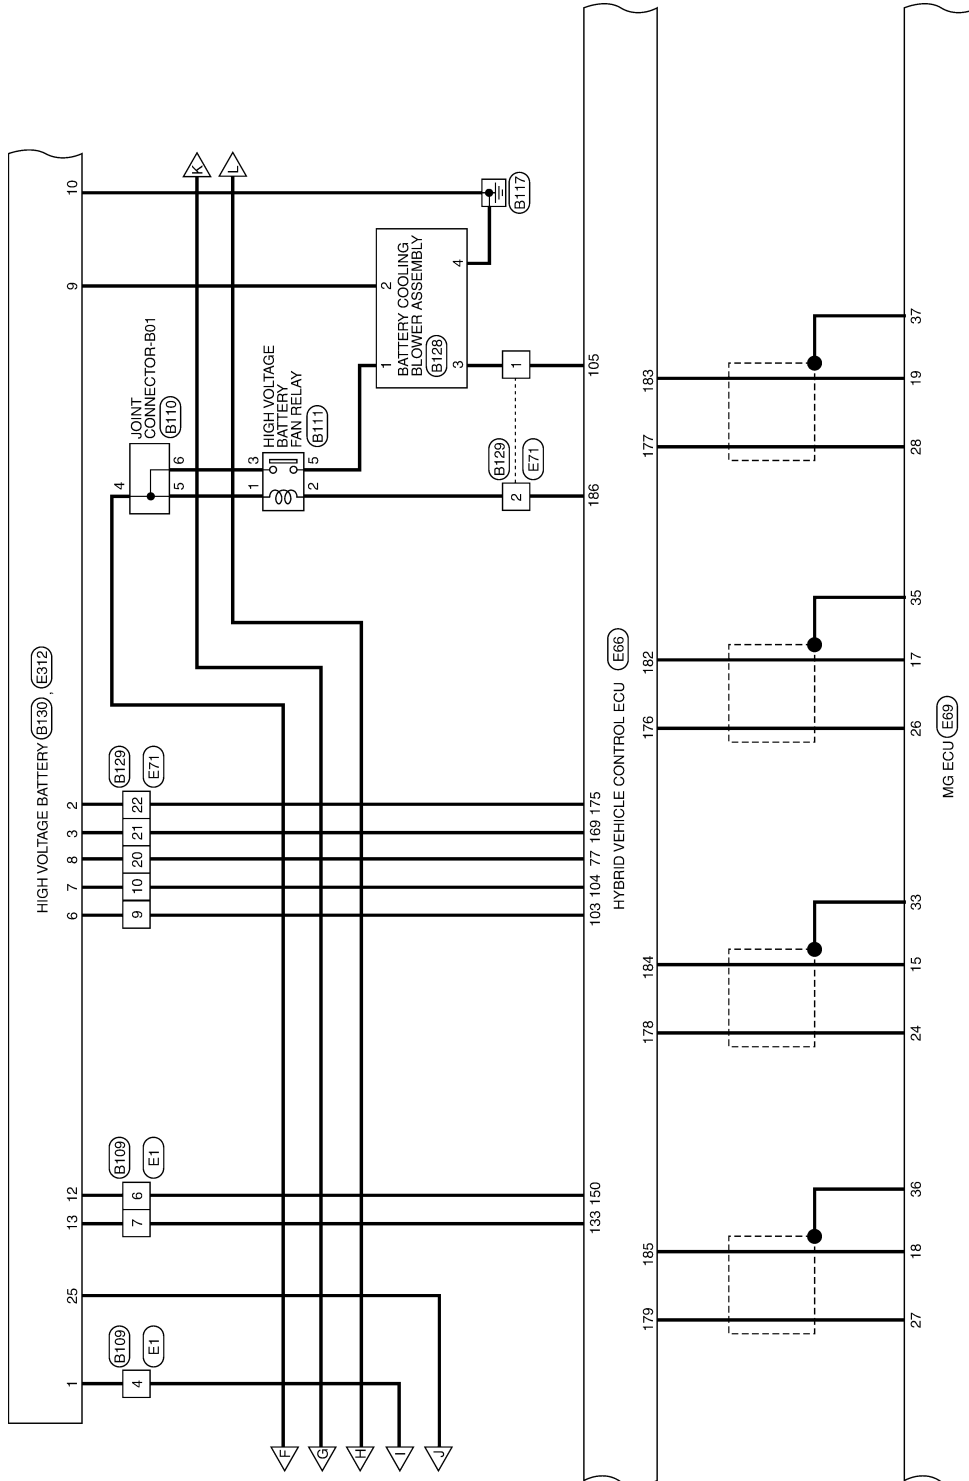 HIGH VOLTAGE BATTERY B130 , E312
1 25 13 12 6 7 8 3 2 9 10
B109 B109 B129
E1 E1 E71
4 7 6 9 10 20 21 22
JOINT
CONNECTOR-B01
B110
4
5 6
K
L
HIGH VOLTAGE
BATTERY
FAN RELAY
B111
1 3
2 5
F
G
H
I
J
1 2
BATTERY COOLING
BLOWER ASSEMBLY
B128
3 4
B117
B129
E71
2 1
133 150 103 104 77 169 175 186 105
HYBRID VEHICLE CONTROL ECU E66
179 185 178 184 176 182 177 183
27 18 36 24 15 33 26 17 35 28 19 37
MG ECU E69